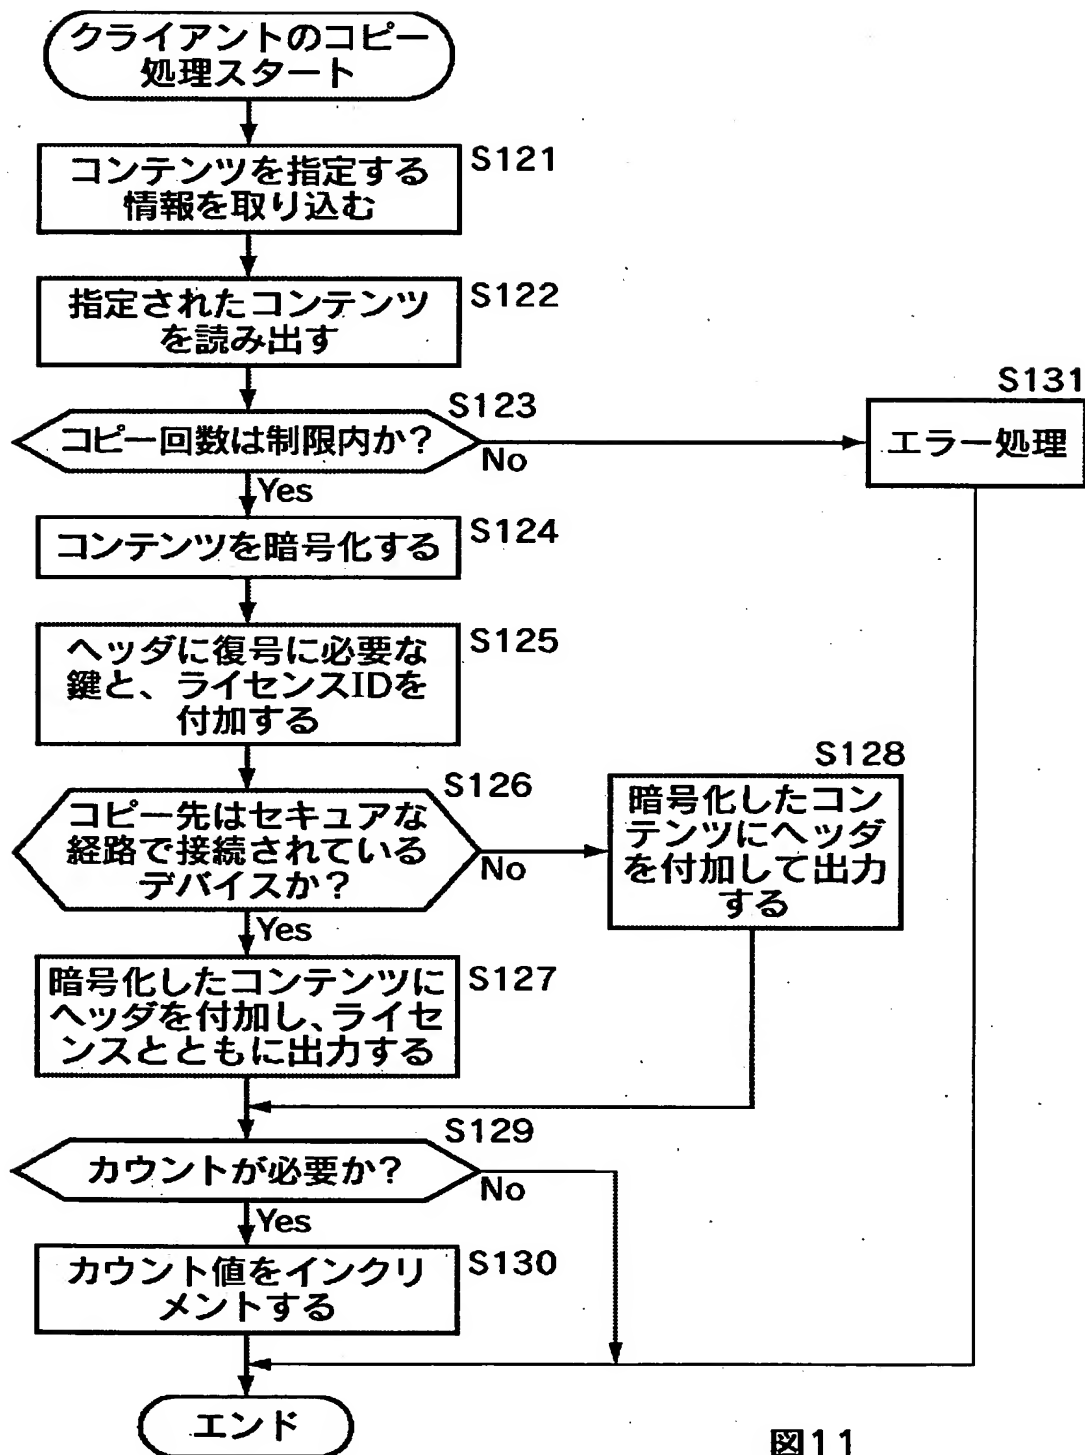 クライアントのコピー
処理スタート
S121
コンテンツを指定する
情報を取り込む
S122
指定されたコンテンツ
を読み出す
S123
コピー回数は制限内か?
No
Yes
S131
エラー処理
S124
コンテンツを暗号化する
S125
ヘッダに復号に必要な
鍵と、ライセンスIDを
付加する
S126
コピー先はセキュアな
経路で接続されている
デバイスか?
No
Yes
S128
暗号化したコン
テンツにヘッダ
を付加して出力
する
S127
暗号化したコンテンツに
ヘッダを付加し、ライセ
ンスとともに出力する
S129
カウントが必要か?
No
Yes
S130
カウント値をインクリ
メントする
エンド
図11